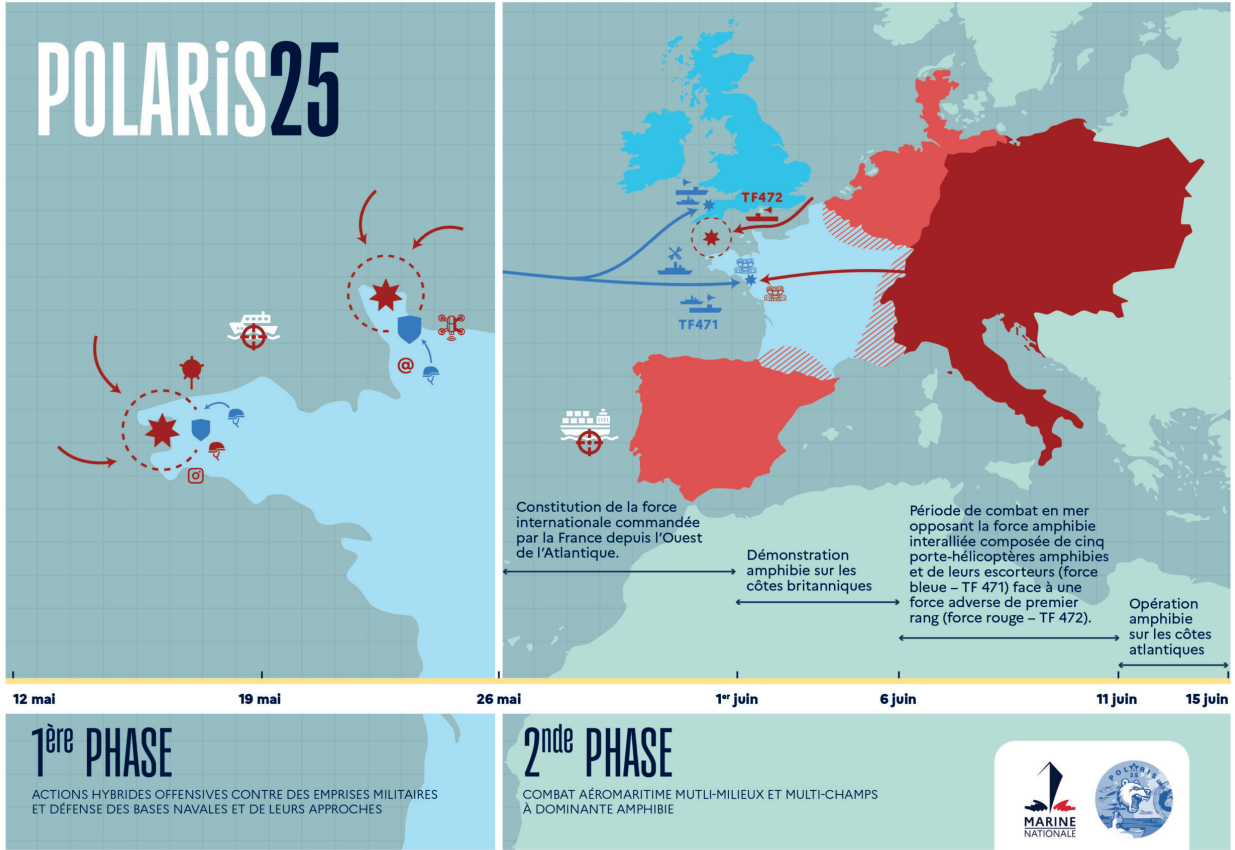 POLARiS25
TF472
TF471
@
Constitution de la force
internationale commandée
par la France depuis l'Ouest
de l'Atlantique.
Démonstration
amphibie sur les
côtes britanniques
Période de combat en mer
opposant la force amphibie
interalliée composée de cinq
porte-hélicoptères amphibies
et de leurs escorteurs (force
bleue – TF 471) face à une
force adverse de premier
rang (force rouge – TF 472).
Opération
amphibie
sur les côtes
atlantiques
12 mai
19 mai
26 mai
1er juin
6 juin
11 juin
15 juin
1ère PHASE
ACTIONS HYBRIDES OFFENSIVES CONTRE DES EMPRISES MILITAIRES
ET DÉFENSE DES BASES NAVALES ET DE LEURS APPROCHES
2nde PHASE
COMBAT AÉROMARITIME MUTLI-MILIEUX ET MULTI-CHAMPS
À DOMINANTE AMPHIBIE
MARINE
NATIONALE
POLARIS
25